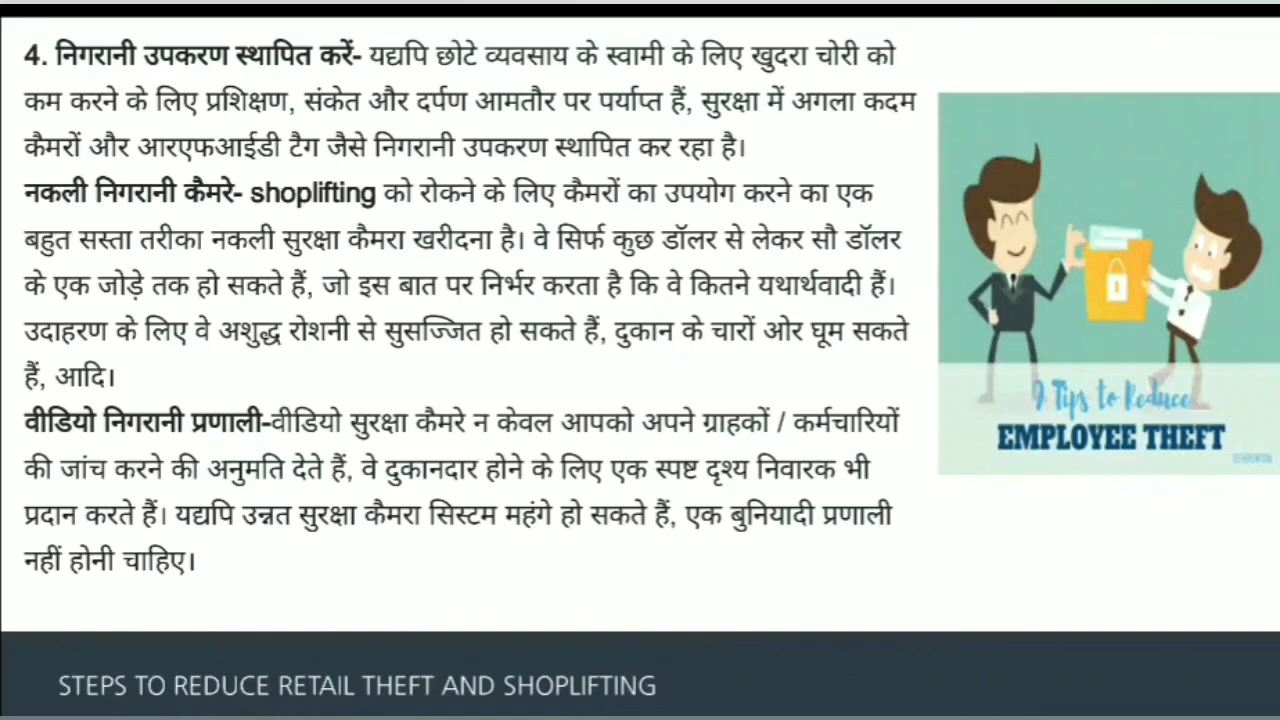 4. निगरानी उपकरण स्थापित करें- यद्यपि छोटे व्यवसाय के स्वामी के लिए खुदरा चोरी को
कम करने के लिए प्रशिक्षण, संकेत और दर्पण आमतौर पर पर्याप्त हैं, सुरक्षा में अगला कदम
कैमरों और आरएफआईडी टैग जैसे निगरानी उपकरण स्थापित कर रहा है।
नकली निगरानी कैमरे- shoplifting को रोकने के लिए कैमरों का उपयोग करने का एक
बहुत सस्ता तरीका नकली सुरक्षा कैमरा खरीदना है। वे सिर्फ कुछ डॉलर से लेकर सौ डॉलर
के एक जोड़े तक हो सकते हैं, जो इस बात पर निर्भर करता है कि वे कितने यथार्थवादी हैं।
उदाहरण के लिए वे अशुद्ध रोशनी से सुसज्जित हो सकते हैं, दुकान के चारों ओर घूम सकते
हैं, आदि।
वीडियो निगरानी प्रणाली-वीडियो सुरक्षा कैमरे न केवल आपको अपने ग्राहकों / कर्मचारियों
की जांच करने की अनुमति देते हैं, वे दुकानदार होने के लिए एक स्पष्ट दृश्य निवारक भी
प्रदान करते हैं। यद्यपि उन्नत सुरक्षा कैमरा सिस्टम महंगे हो सकते हैं, एक बुनियादी प्रणाली
नहीं होनी चाहिए।
Tips to Reduce
EMPLOYEE THEFT
STEPS TO REDUCE RETAIL THEFT AND SHOPLIFTING